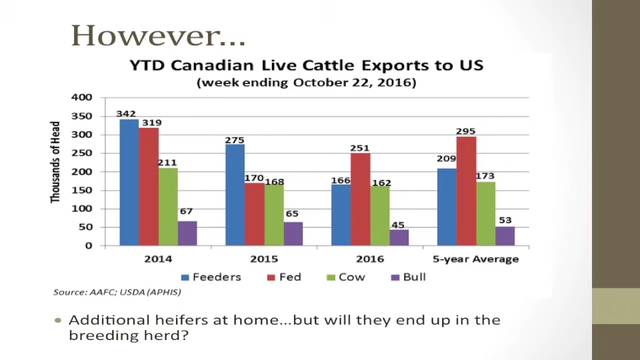 However...
YTD Canadian Live Cattle Exports to US
(week ending October 22, 2016)
Thousands of Head
400
350
300
250
200
150
100
50
0
342
319
211
67
275
170
168
65
166
251
162
45
209
295
173
53
2014
2015
2016
5-year Average
Feeders
Fed
Cow
Bull
Source: AAFC; USDA (APHIS)
• Additional heifers at home...but will they end up in the
breeding herd?